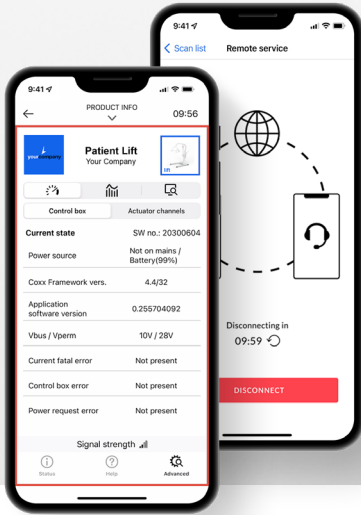 9:41
Scan list
Remote service
Disconnecting in
09:59
DISCONNECT
9:41
PRODUCT INFO
09:56
yourcompany
Patient Lift
Your Company
Control box
Actuator channels
Current state
SW no.: 20300604
Power source
Not on mains /
Battery(99%)
Coxx Framework vers.
4.4/32
Application
software version
0.255704092
Vbus / Vperm
10V / 28V
Current fatal error
Not present
Control box error
Not present
Power request error
Not present
Signal strength
Status
Help
Advanced